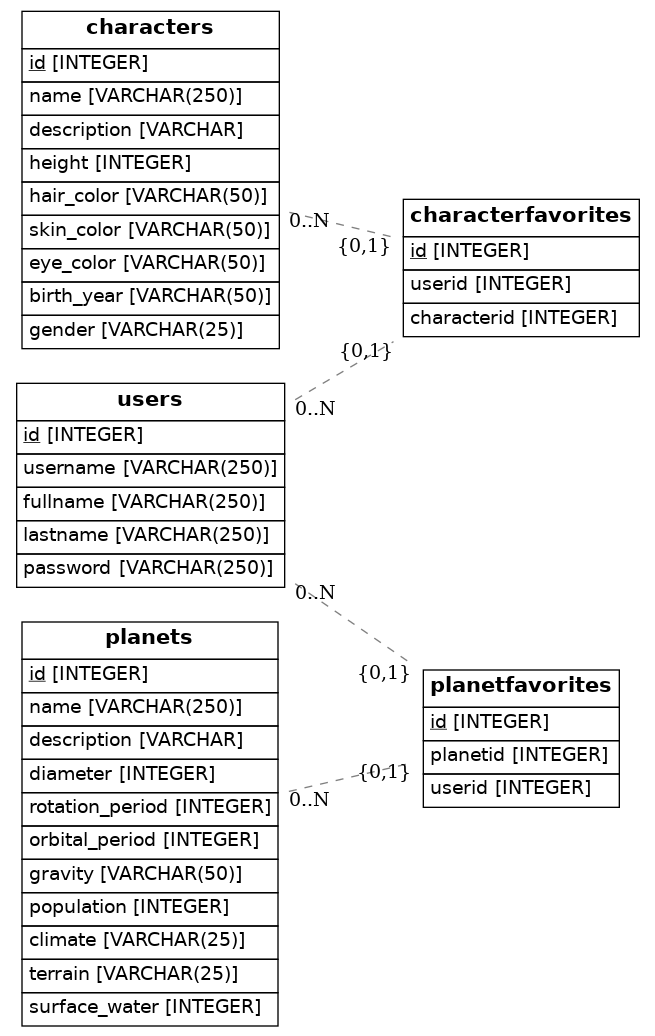 characters
id [INTEGER]
name [VARCHAR(250)]
description [VARCHAR]
height [INTEGER]
hair_color [VARCHAR(50)]
skin_color [VARCHAR(50)]
eye_color [VARCHAR(50)]
birth_year [VARCHAR(50)]
gender [VARCHAR(25)]
0..N
{0,1}
characterfavorites
id [INTEGER]
userid [INTEGER]
characterid [INTEGER]
{0,1}
0..N
users
id [INTEGER]
username [VARCHAR(250)]
fullname [VARCHAR(250)]
lastname [VARCHAR(250)]
password [VARCHAR(250)]
0..N
{0,1}
planets
id [INTEGER]
name [VARCHAR(250)]
description [VARCHAR]
diameter [INTEGER]
rotation_period [INTEGER]
orbital_period [INTEGER]
gravity [VARCHAR(50)]
population [INTEGER]
climate [VARCHAR(25)]
terrain [VARCHAR(25)]
surface_water [INTEGER]
{0,1}
0..N
planetfavorites
id [INTEGER]
planetid [INTEGER]
userid [INTEGER]